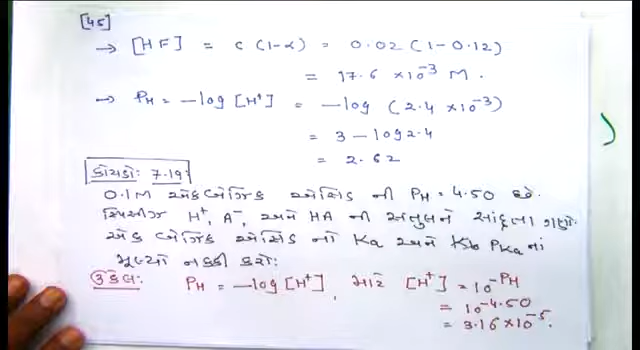 [45]
→ [HF] = c (1-α) = 0.02 (1-0.12)
= 17.6 × 10⁻³ M.
→ PH = -log [H⁺] = -log (2.4 × 10⁻³)
= 3 - log 2.4
= 2.62
કોયડો: 7.19:
0.1M એક બેઝિક એસિડ ની PH = 4.50 છે.
H⁺, A⁻, અને HA ની સંતુલને સાંદ્રતા ગણો.
એક બેઝિક એસિડ નો Ka અને Kb PKa નાં
મૂલ્યો નક્કી કરો:
ઉકેલ: PH = -log [H⁺], માટે [H⁺] = 10^-PH
= 10^-4.50
= 3.16 × 10⁻⁵.